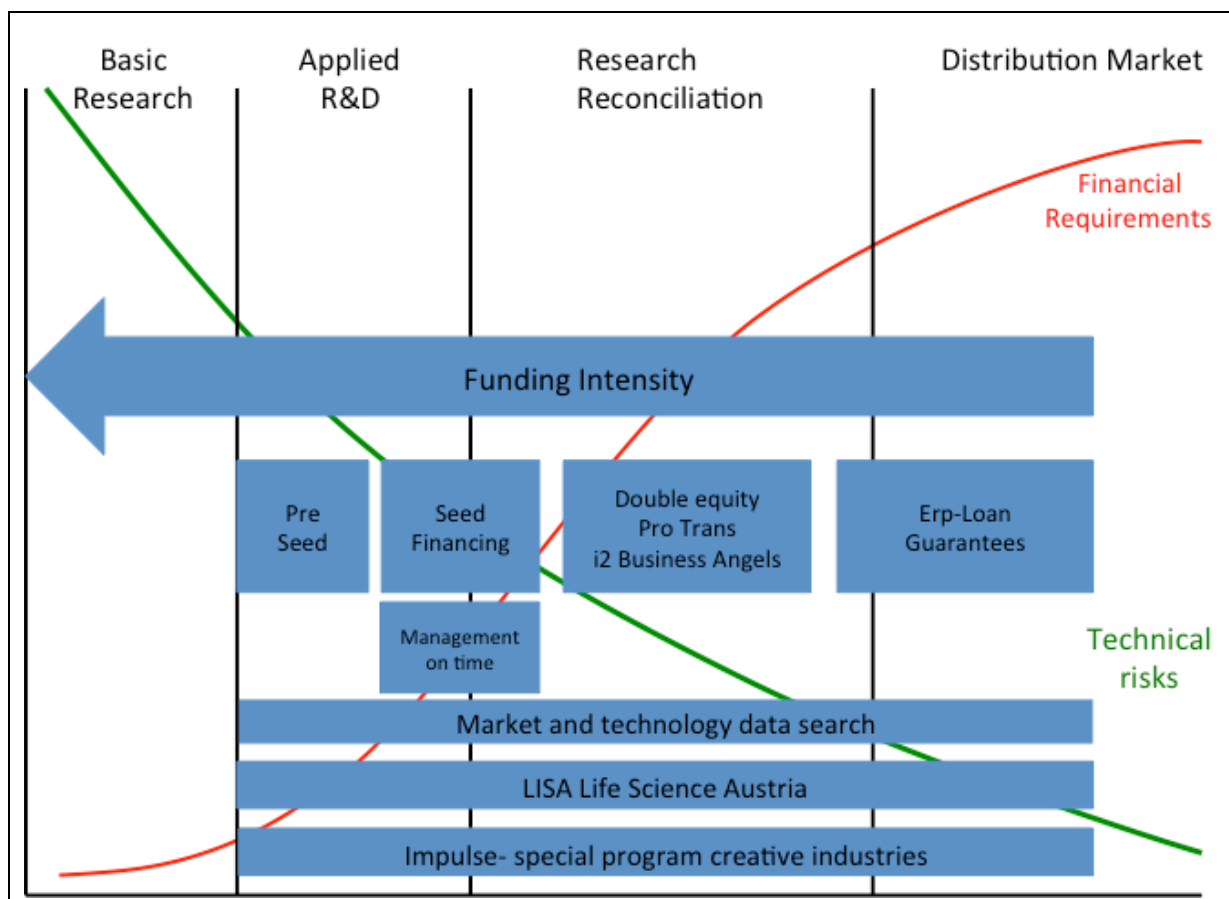 Basic
Research
Applied
R&D
Research
Reconciliation
Distribution Market
Financial
Requirements
Funding Intensity
Pre
Seed
Seed
Financing
Double equity
Pro Trans
i2 Business Angels
Erp-Loan
Guarantees
Management
on time
Technical
risks
Market and technology data search
LISA Life Science Austria
Impulse- special program creative industries